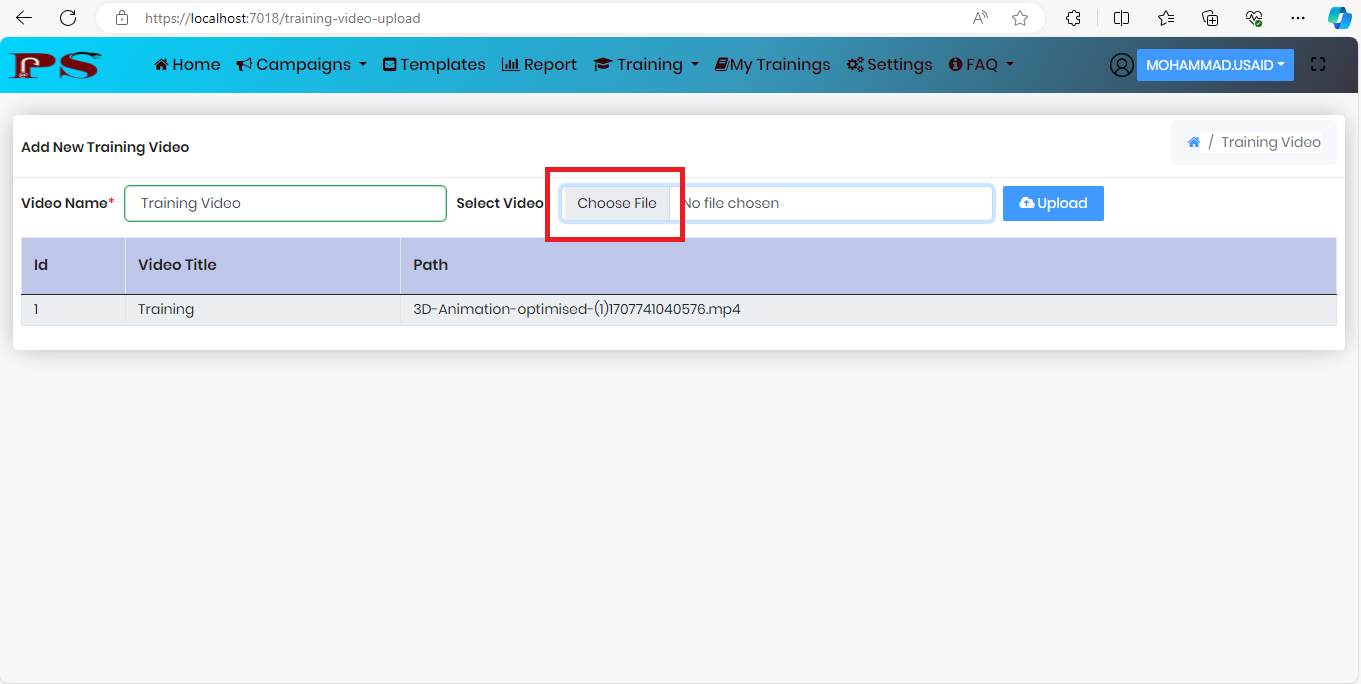 https://localhost:7018/training-video-upload
PS Home Campaigns Templates Report Training My Trainings Settings FAQ MOHAMMAD.USAID
Add New Training Video / Training Video
Video Name* Training Video Select Video Choose File No file chosen Upload
Id Video Title Path
1 Training 3D-Animation-optimised-(1)1707741040576.mp4